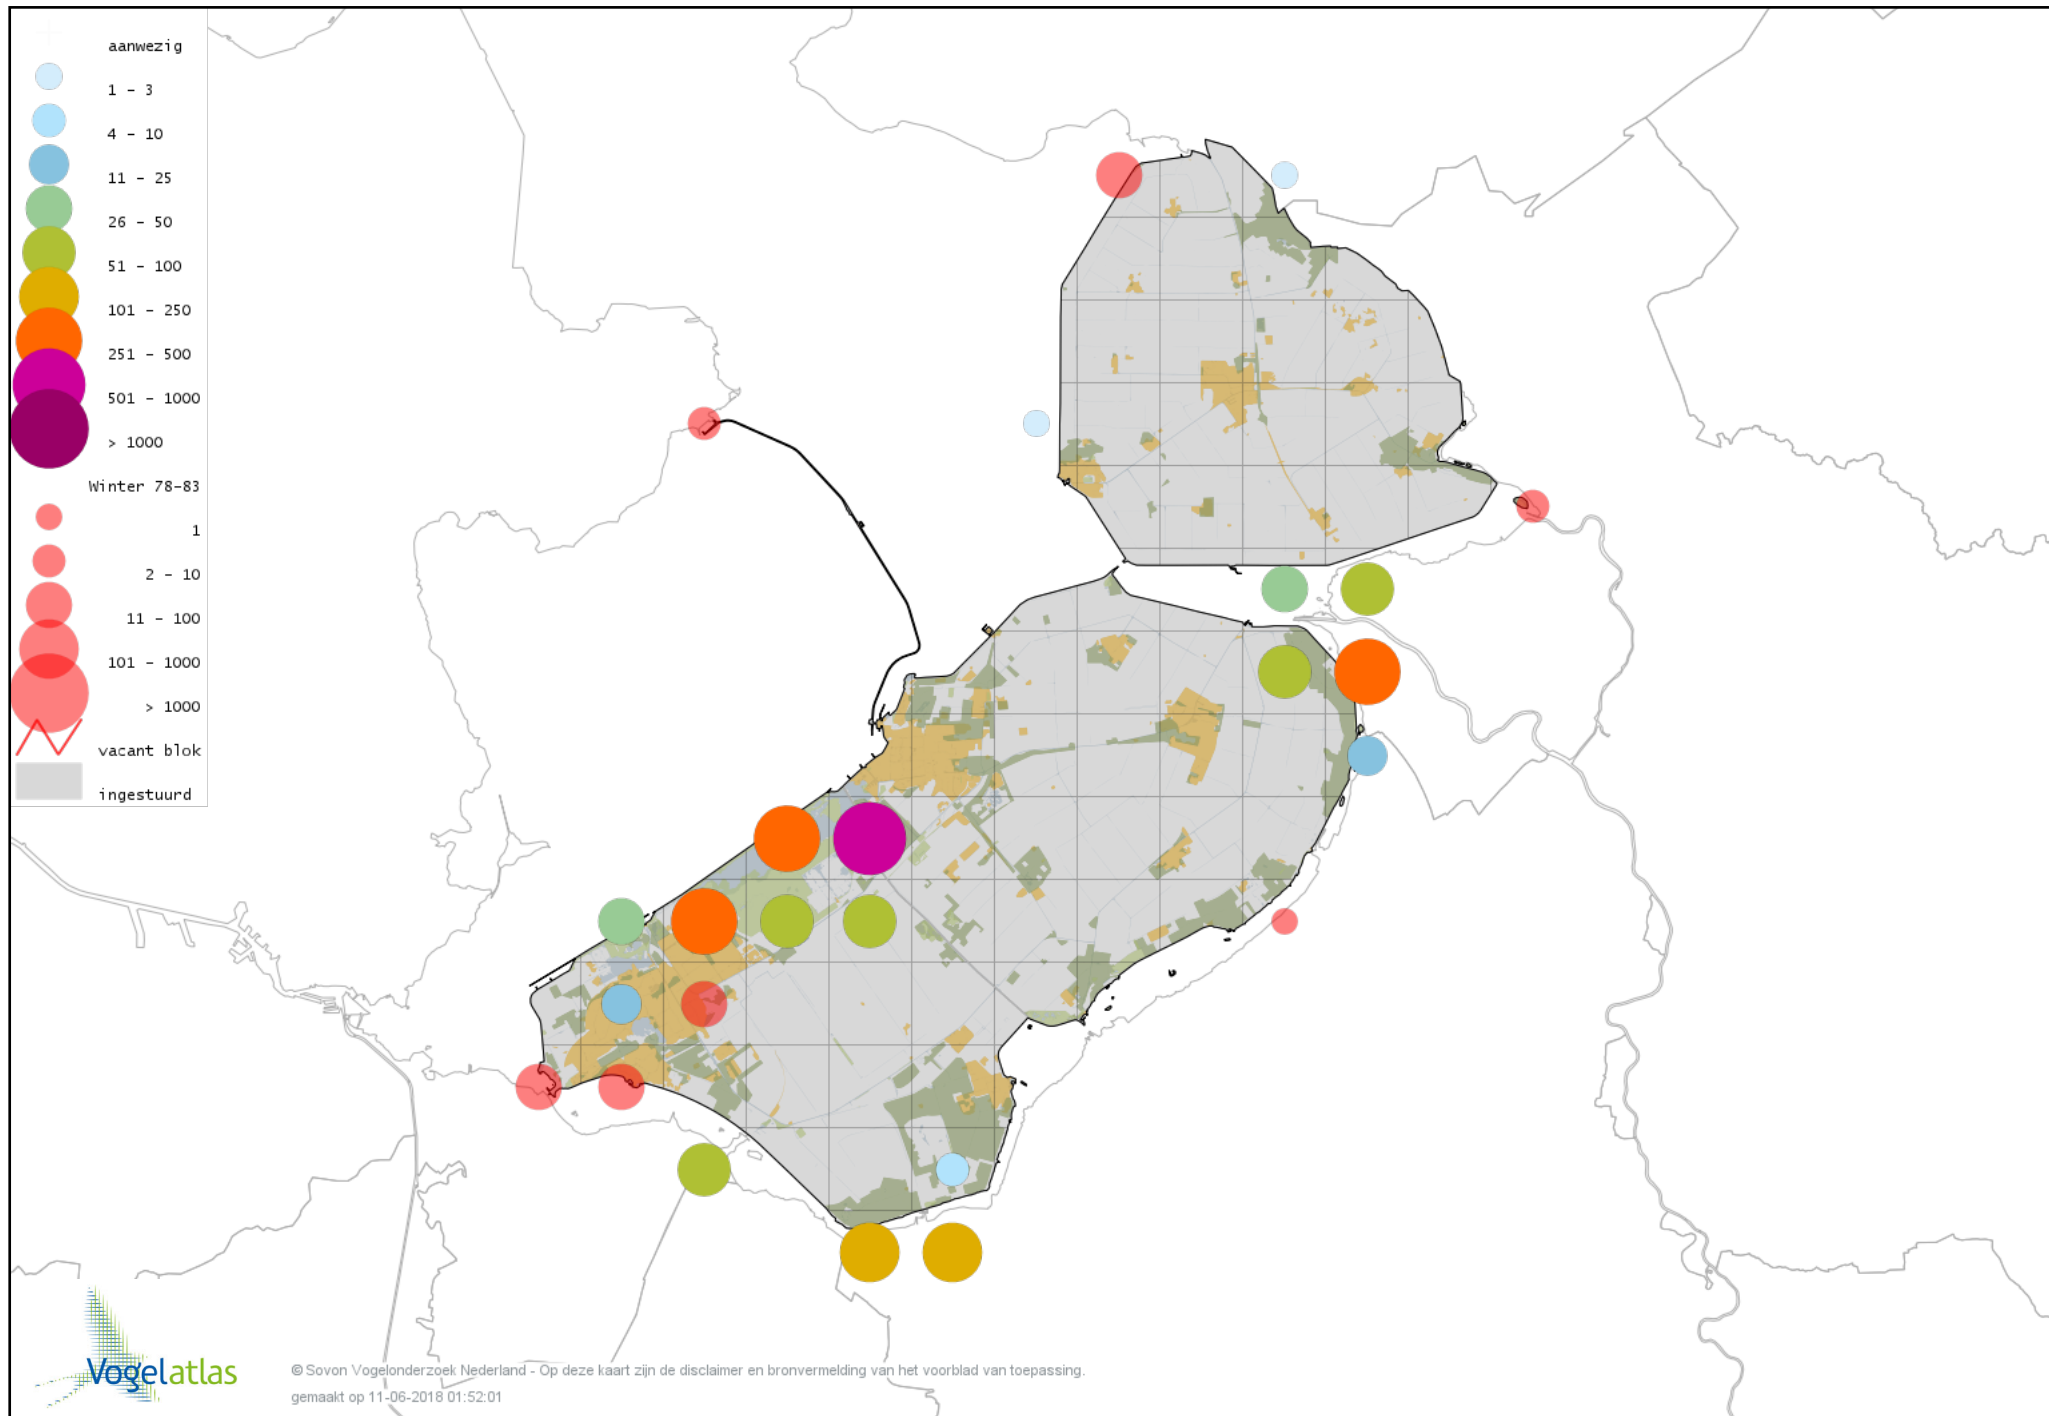 aanwezig
1 - 3
4 - 10
11 - 25
26 - 50
51 - 100
101 - 250
251 - 500
501 - 1000
> 1000
Winter 78-83
1
2 - 10
11 - 100
101 - 1000
> 1000
vacant blok
ingestuurd
Vogelatlas
© Sovon Vogelonderzoek Nederland - Op deze kaart zijn de disclaimer en bronvermelding van het voorblad van toepassing.
gemaakt op 11-06-2018 01:52:01